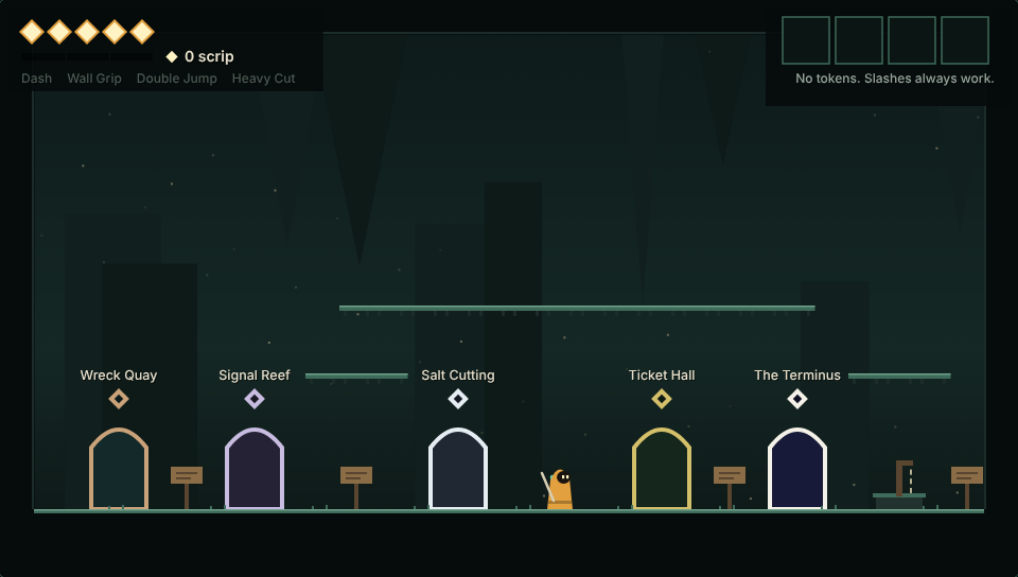 0 scrip
Dash Wall Grip Double Jump Heavy Cut
No tokens. Slashes always work.
Wreck Quay
Signal Reef
Salt Cutting
Ticket Hall
The Terminus